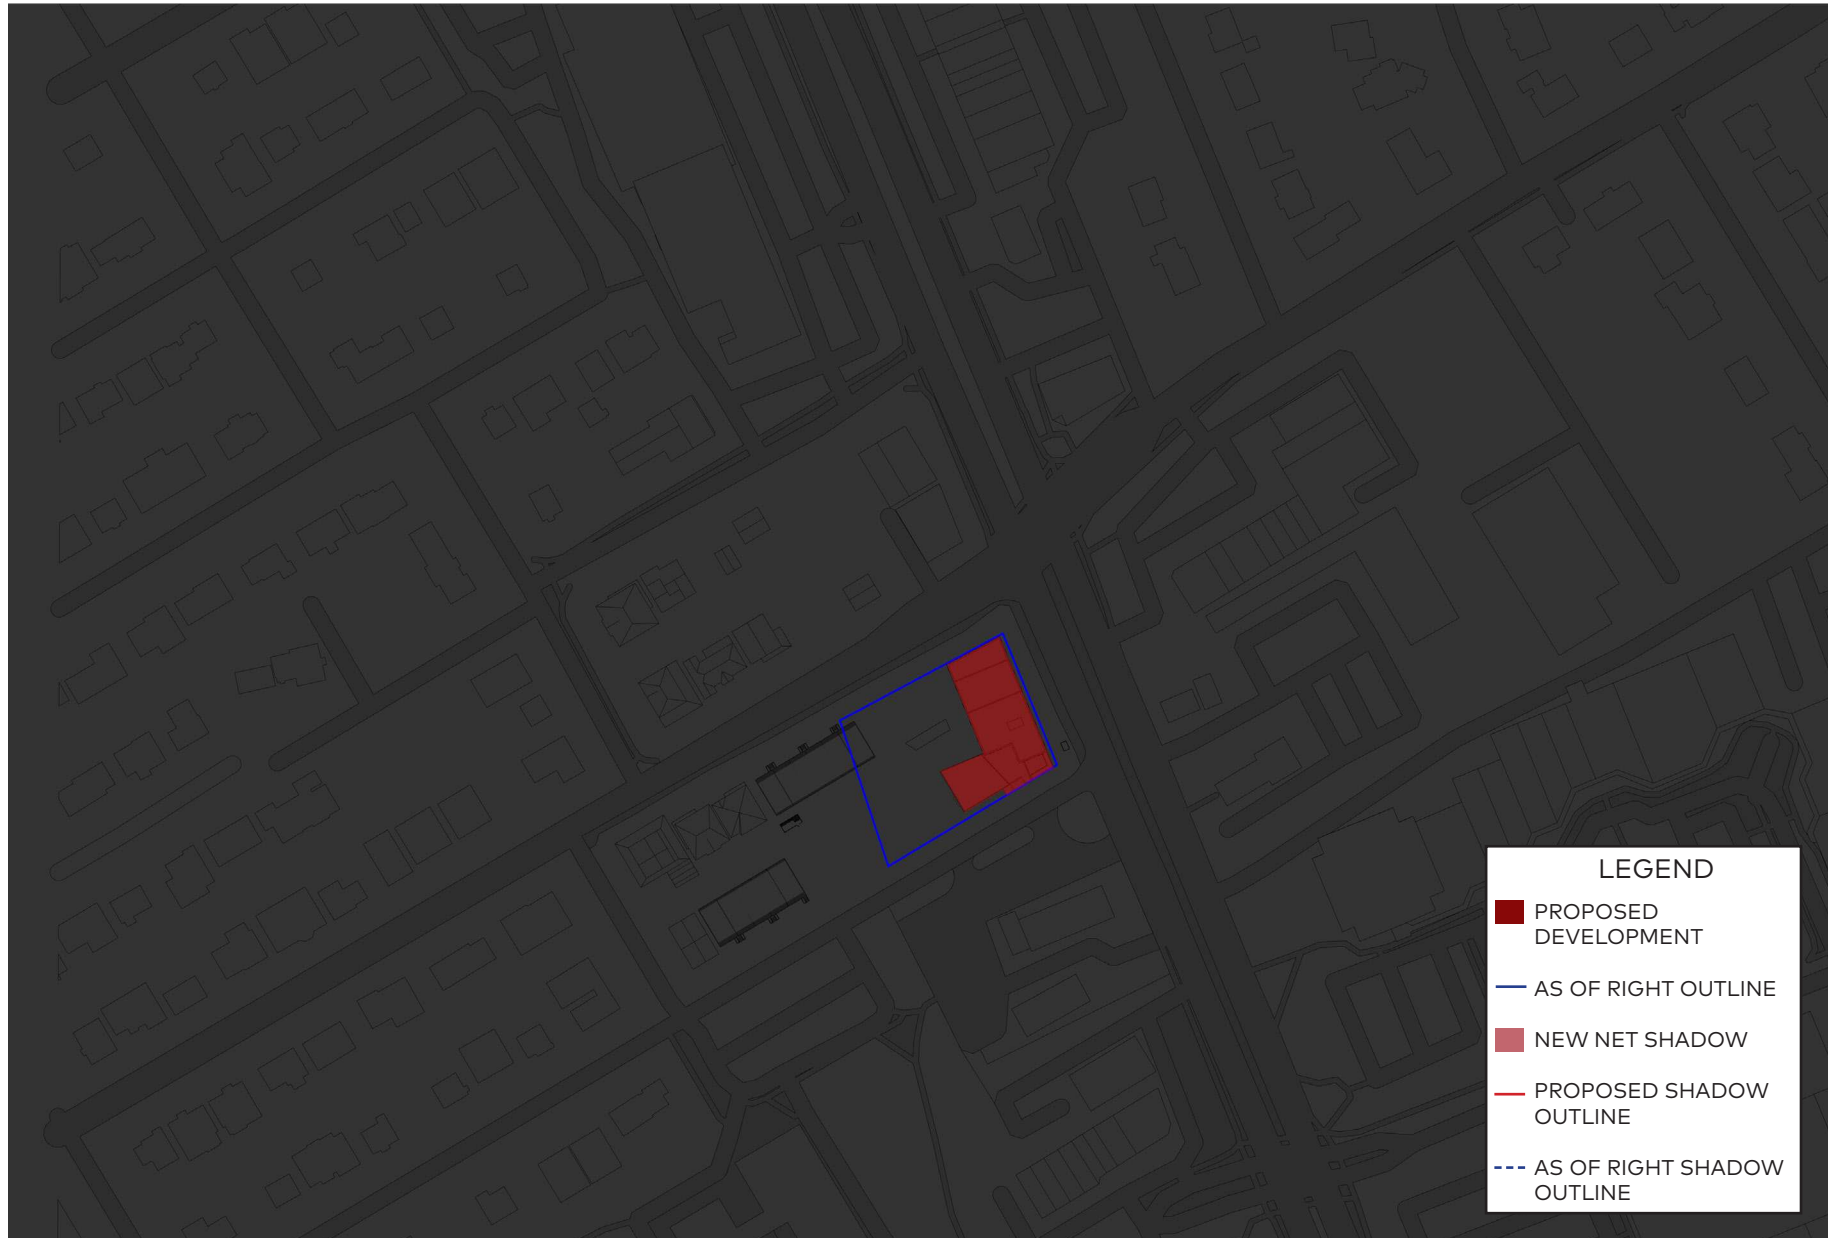 LEGEND
PROPOSED
DEVELOPMENT
AS OF RIGHT OUTLINE
NEW NET SHADOW
PROPOSED SHADOW
OUTLINE
AS OF RIGHT SHADOW
OUTLINE